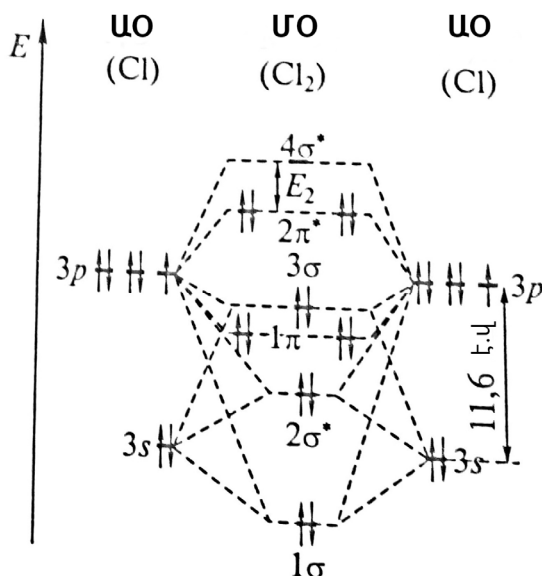 ԱՕ ՄՕ ԱՕ
E (Cl) (Cl₂) (Cl)
4σ*
E₂
2π*
3p 3σ 3p
1π
11,6 է.վ
2σ*
3s 3s
1σ